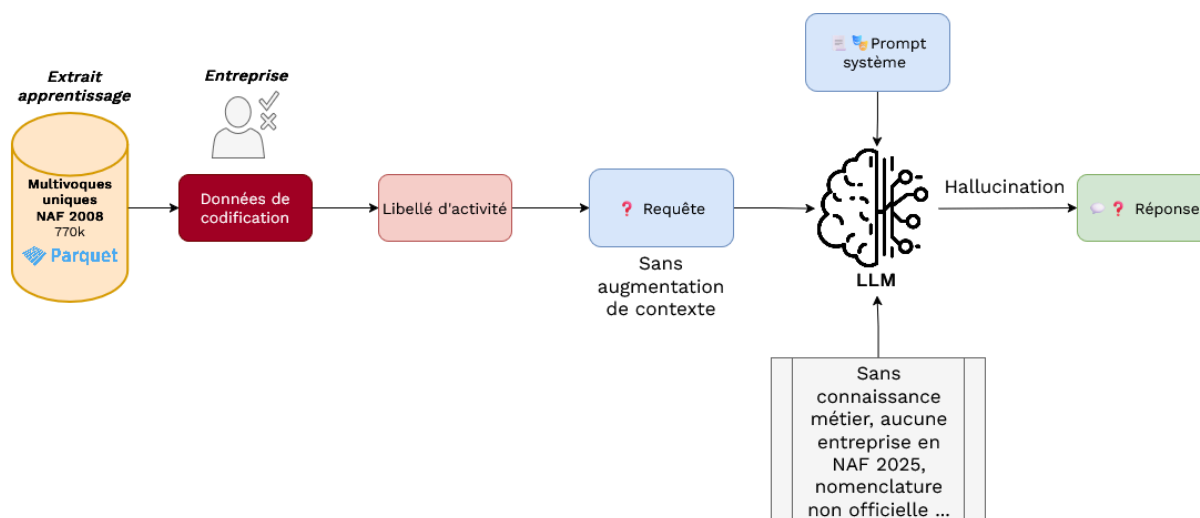 Extrait
apprentissage
Multivoques
uniques
NAF 2008
770k
Parquet
Entreprise
Données de
codification
Libellé d'activité
❓ Requête
Sans
augmentation
de contexte
Prompt
système
LLM
Sans
connaissance
métier, aucune
entreprise en
NAF 2025,
nomenclature
non officielle ...
Hallucination
❓ Réponse